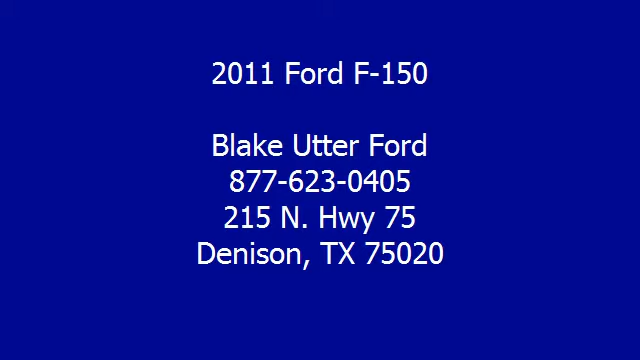 2011 Ford F-150
Blake Utter Ford
877-623-0405
215 N. Hwy 75
Denison, TX 75020